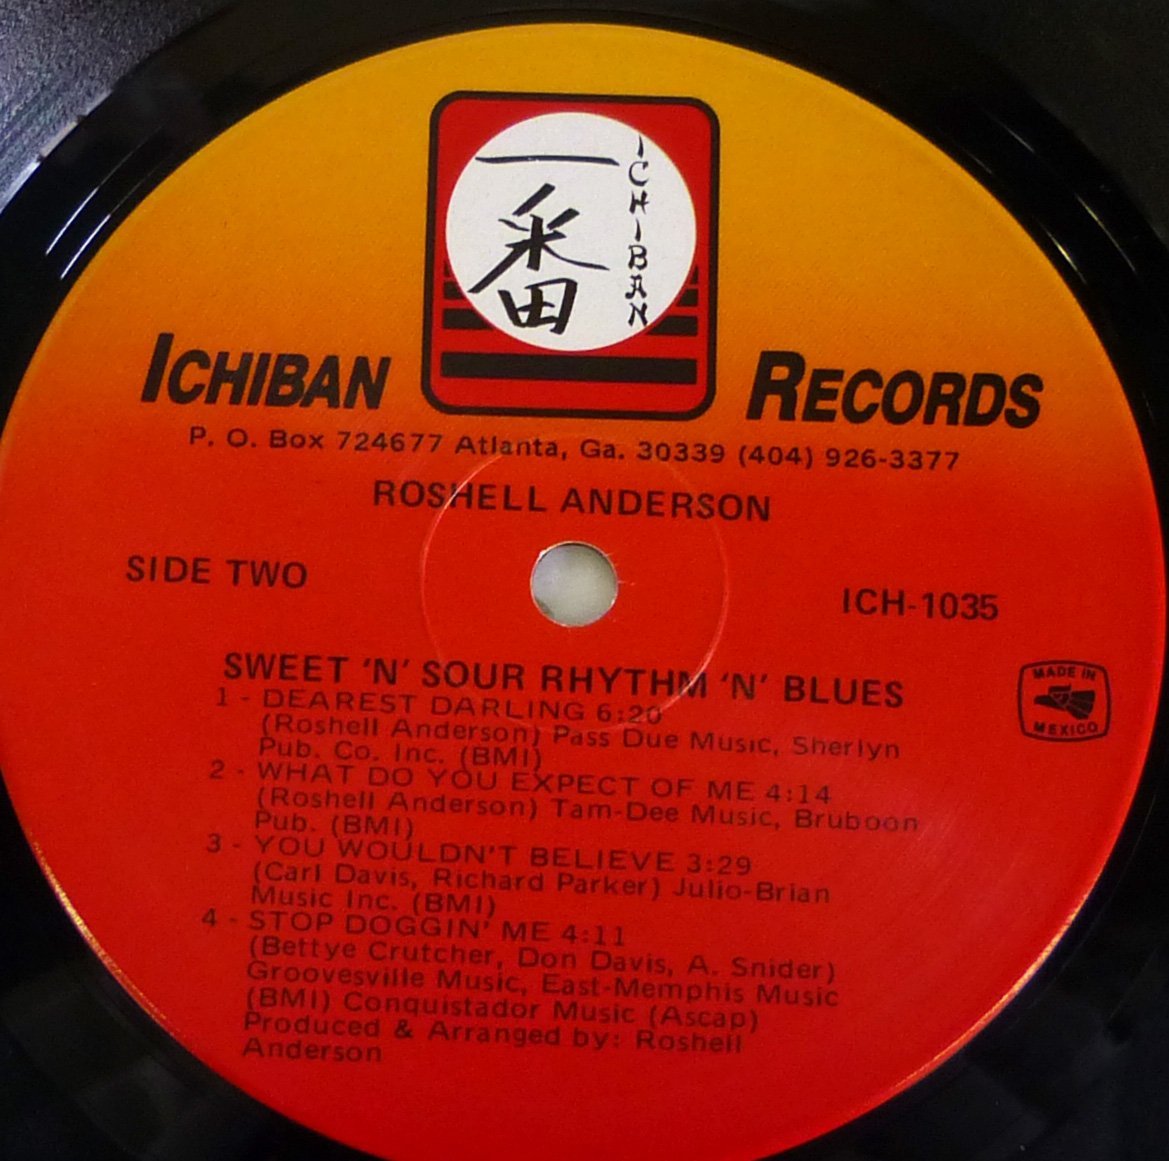 一番
ICHIBAN
ICHIBAN RECORDS
P. O. Box 724677 Atlanta, Ga. 30339 (404) 926-3377
ROSHELL ANDERSON
SIDE TWO
ICH-1035
SWEET 'N' SOUR RHYTHM 'N' BLUES
MADE IN
MEXICO
1 - DEAREST DARLING 6:20
(Roshell Anderson) Pass Due Music, Sherlyn
Pub. Co. Inc. (BMI)
2 - WHAT DO YOU EXPECT OF ME 4:14
(Roshell Anderson) Tam-Dee Music, Bruboon
Pub. (BMI)
3 - YOU WOULDN'T BELIEVE 3:29
(Carl Davis, Richard Parker) Julio-Brian
Music Inc. (BMI)
4 - STOP DOGGIN' ME 4:11
(Bettye Crutcher, Don Davis, A. Snider)
Groovesville Music, East-Memphis Music
(BMI) Conquistador Music (Ascap)
Produced & Arranged by: Roshell
Anderson